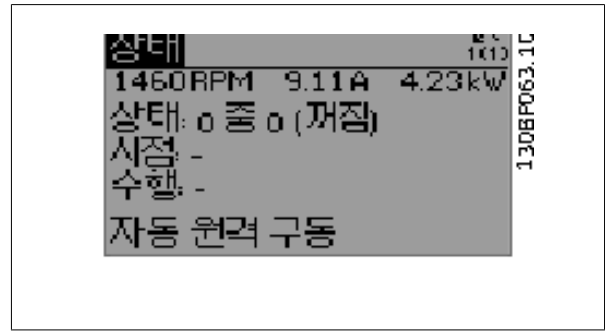 상태
1(1)
1460RPM 9.11A 4.23kW
상태: 0 중 0 (꺼짐)
시점: -
수행: -
자동 원격 구동
130BP063.10